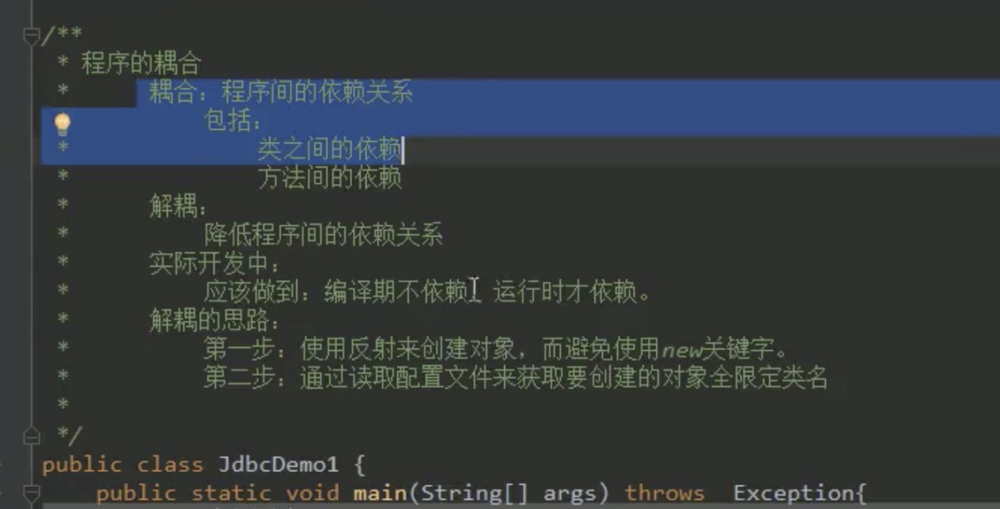 /**
* 程序的耦合
* 耦合：程序间的依赖关系
包括：
* 类之间的依赖
* 方法间的依赖
* 解耦：
* 降低程序间的依赖关系
* 实际开发中：
* 应该做到：编译期不依赖 运行时才依赖。
* 解耦的思路：
* 第一步：使用反射来创建对象，而避免使用new关键字。
* 第二步：通过读取配置文件来获取要创建的对象全限定类名
*
*/
public class JdbcDemo1 {
public static void main(String[] args) throws  Exception{